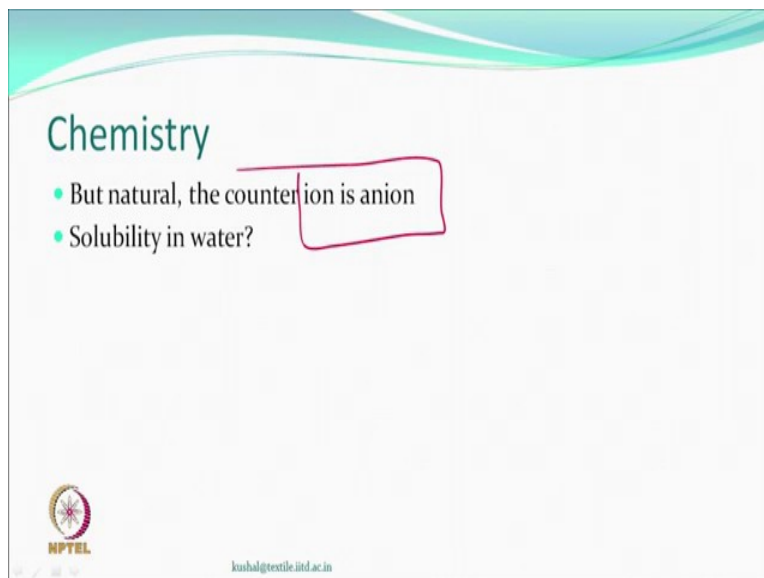 Chemistry
But natural, the counter ion is anion
Solubility in water?
NPTEL
kushal@textile.iitd.ac.in